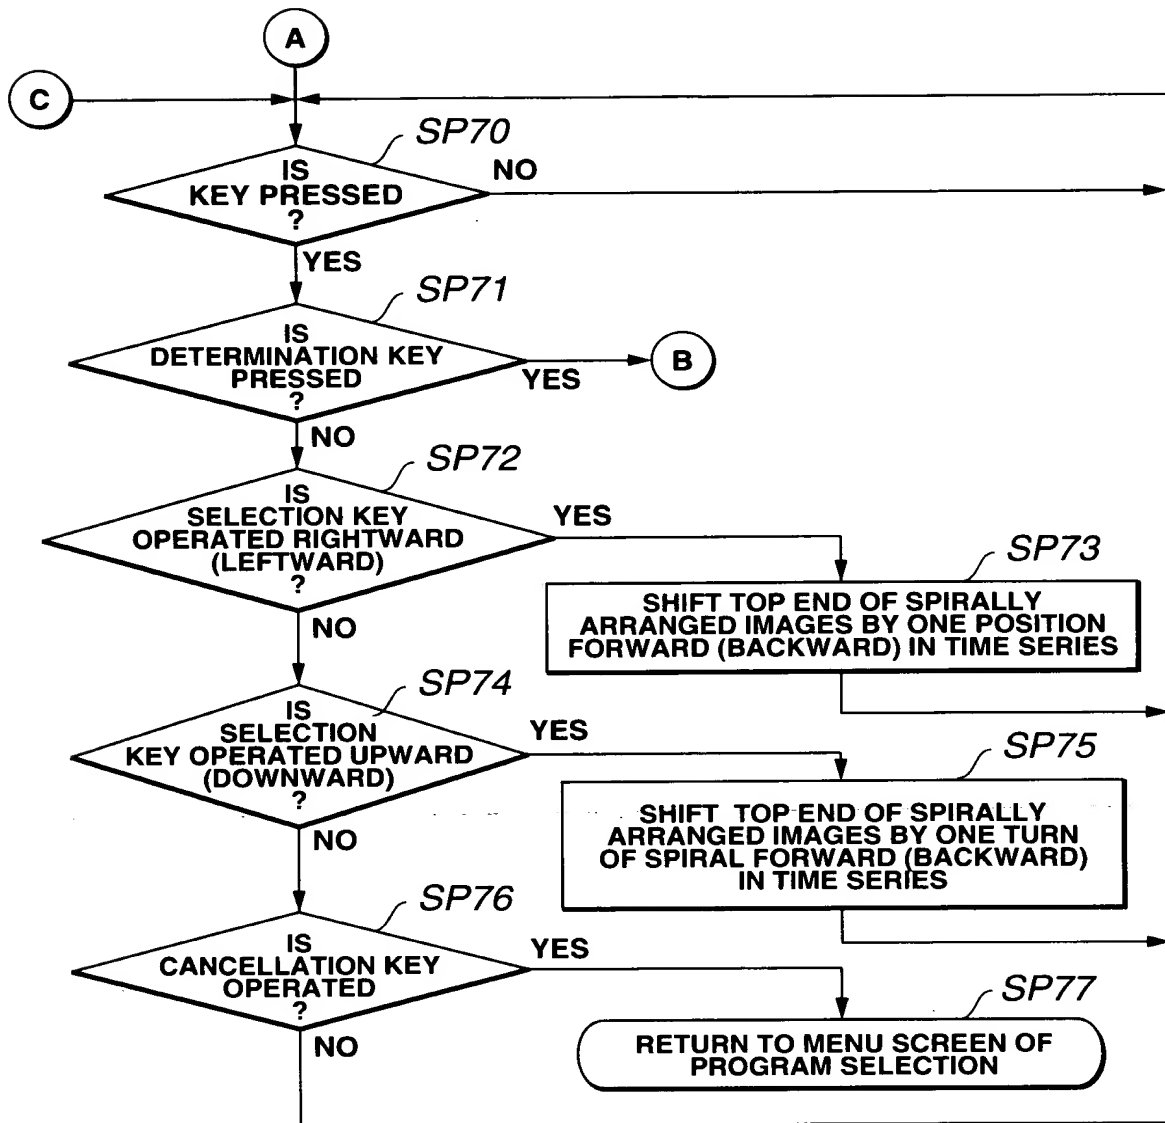 A
C
SP70
IS
KEY PRESSED
?
NO
YES
SP71
IS
DETERMINATION KEY
PRESSED
?
YES
B
NO
SP72
IS
SELECTION KEY
OPERATED RIGHTWARD
(LEFTWARD)
?
YES
NO
SP73
SHIFT TOP END OF SPIRALLY
ARRANGED IMAGES BY ONE POSITION
FORWARD (BACKWARD) IN TIME SERIES
SP74
IS
SELECTION
KEY OPERATED UPWARD
(DOWNWARD)
?
YES
NO
SP75
SHIFT TOP END OF SPIRALLY
ARRANGED IMAGES BY ONE TURN
OF SPIRAL FORWARD (BACKWARD)
IN TIME SERIES
SP76
IS
CANCELLATION KEY
OPERATED
?
YES
NO
SP77
RETURN TO MENU SCREEN OF
PROGRAM SELECTION